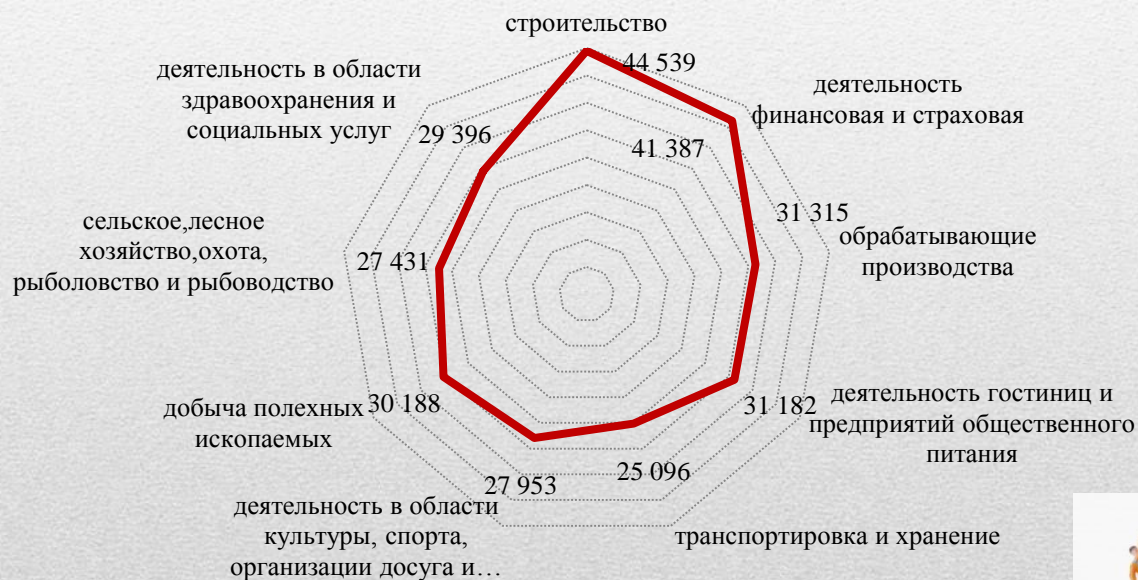 строительство
44 539
деятельность
финансовая и страховая
41 387
обрабатывающие
производства
31 315
деятельность гостиниц и
предприятий общественного
питания
31 182
транспортировка и хранение
25 096
деятельность в области
культуры, спорта,
организации досуга и…
27 953
добыча полехных
ископаемых
30 188
сельское,лесное
хозяйство,охота,
рыболовство и рыбоводство
27 431
деятельность в области
здравоохранения и
социальных услуг
29 396